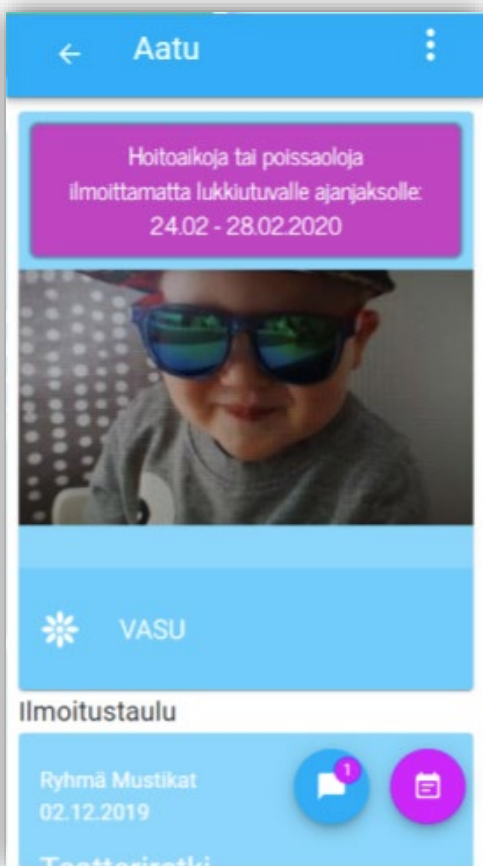 Aatu
Hoitoaikoja tai poissaoloja
ilmoittamatta lukkiutuvalle ajanjaksolle:
24.02 - 28.02.2020
VASU
Ilmoitustaulu
1
Ryhmä Mustikat
02.12.2019
Teatteriretki